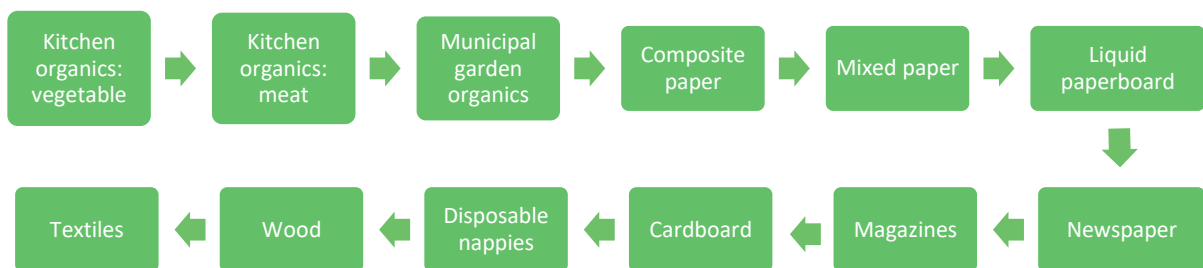 Kitchen
organics:
vegetable
Kitchen
organics:
meat
Municipal
garden
organics
Composite
paper
Mixed paper
Liquid
paperboard
Newspaper
Magazines
Cardboard
Disposable
nappies
Wood
Textiles